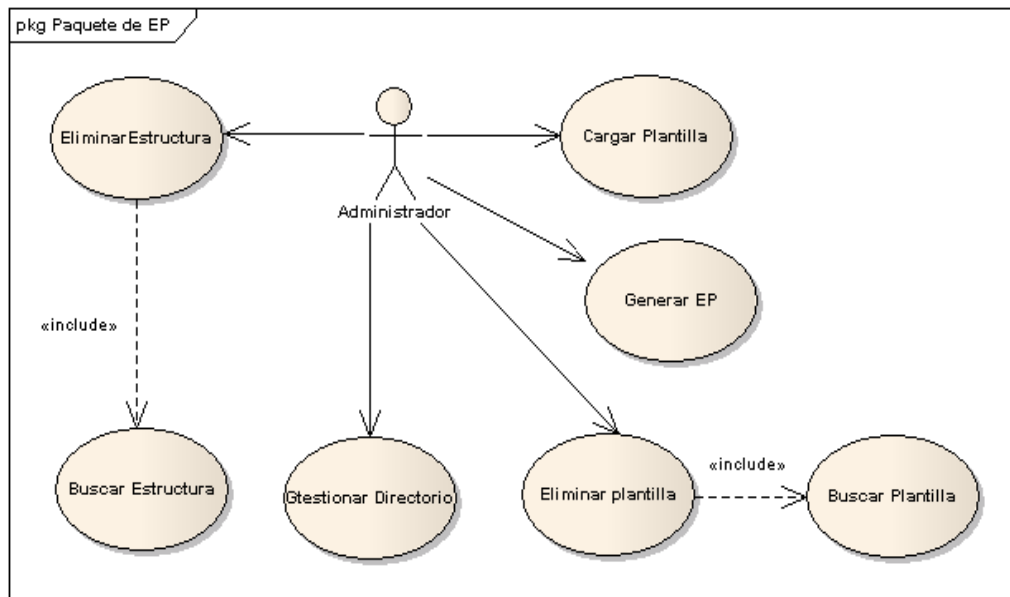 pkg Paquete de EP
EliminarEstructura
Cargar Plantilla
Administrador
Generar EP
«include»
«include»
Buscar Estructura
Gtestionar Directorio
Eliminar plantilla
Buscar Plantilla